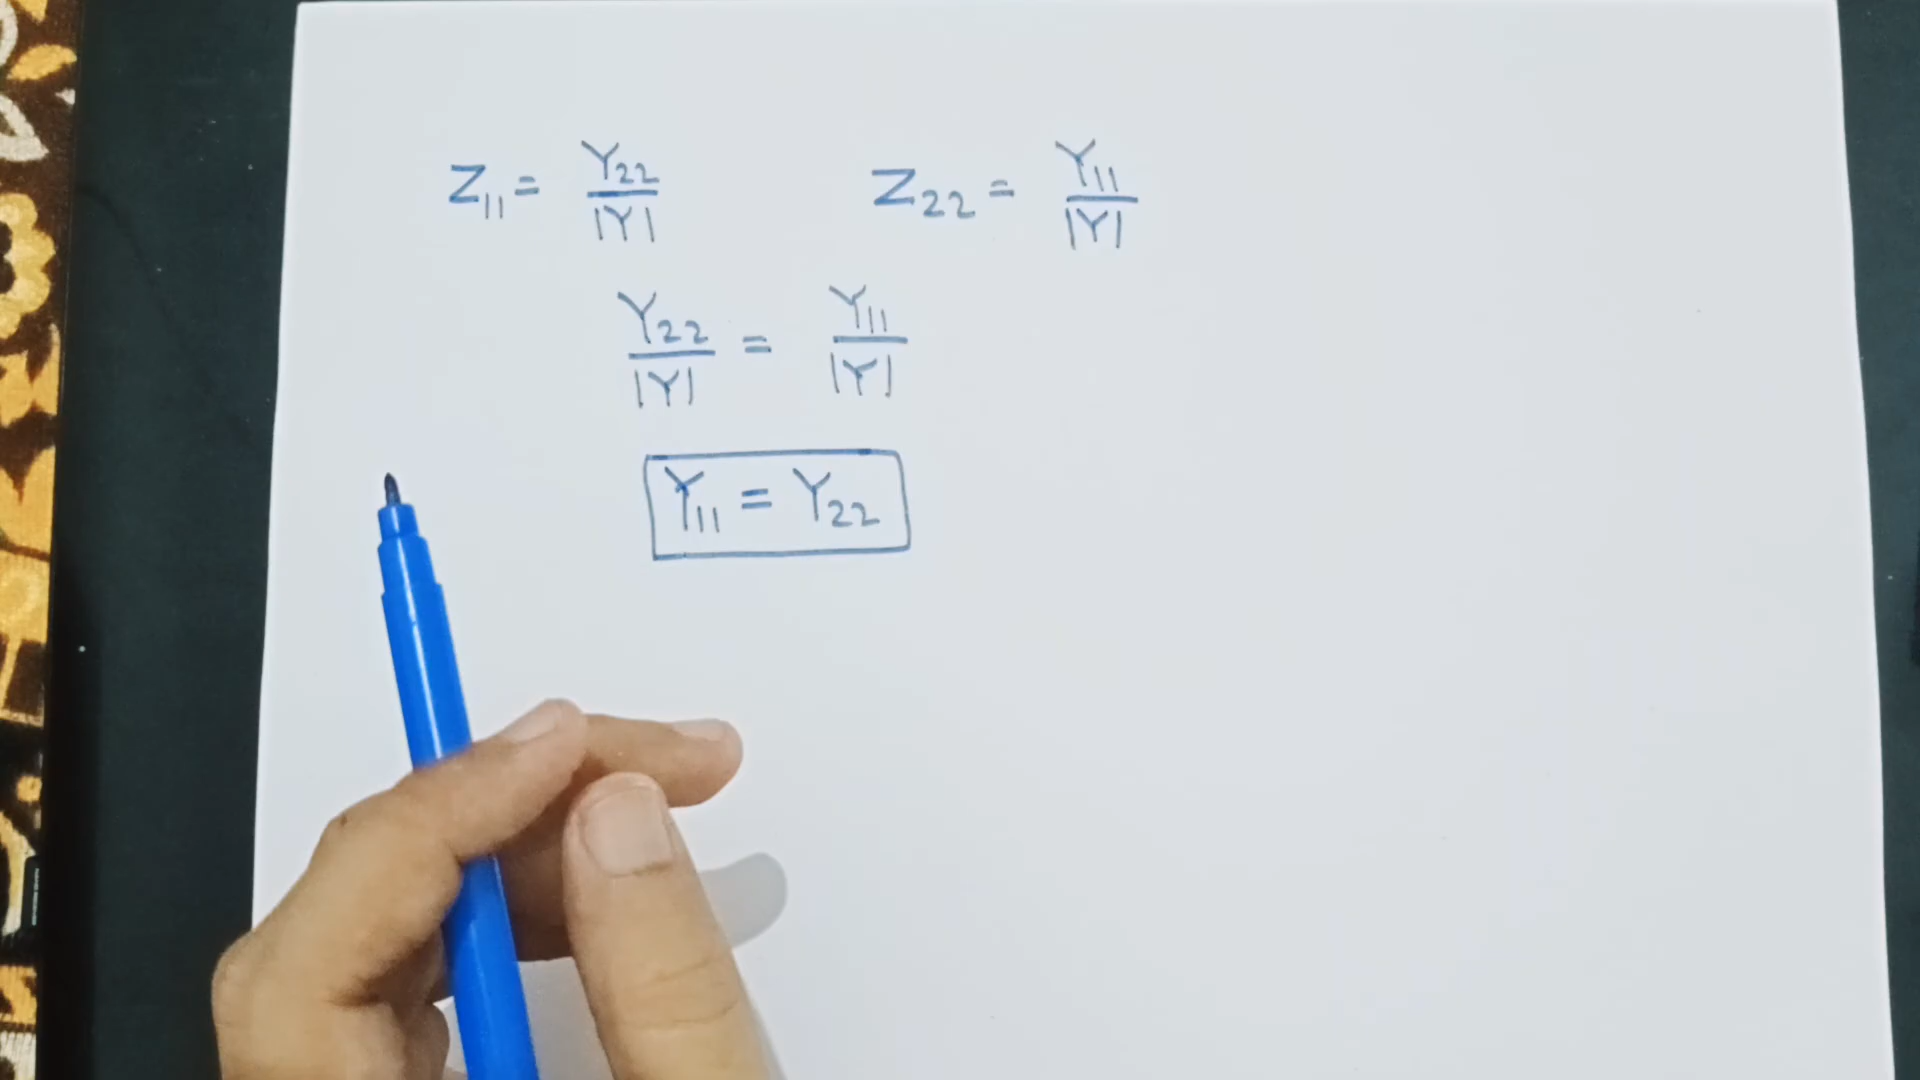 Z₁₁ = Y₂₂ / |Y| Z₂₂ = Y₁₁ / |Y|
Y₂₂ / |Y| = Y₁₁ / |Y|
Y₁₁ = Y₂₂